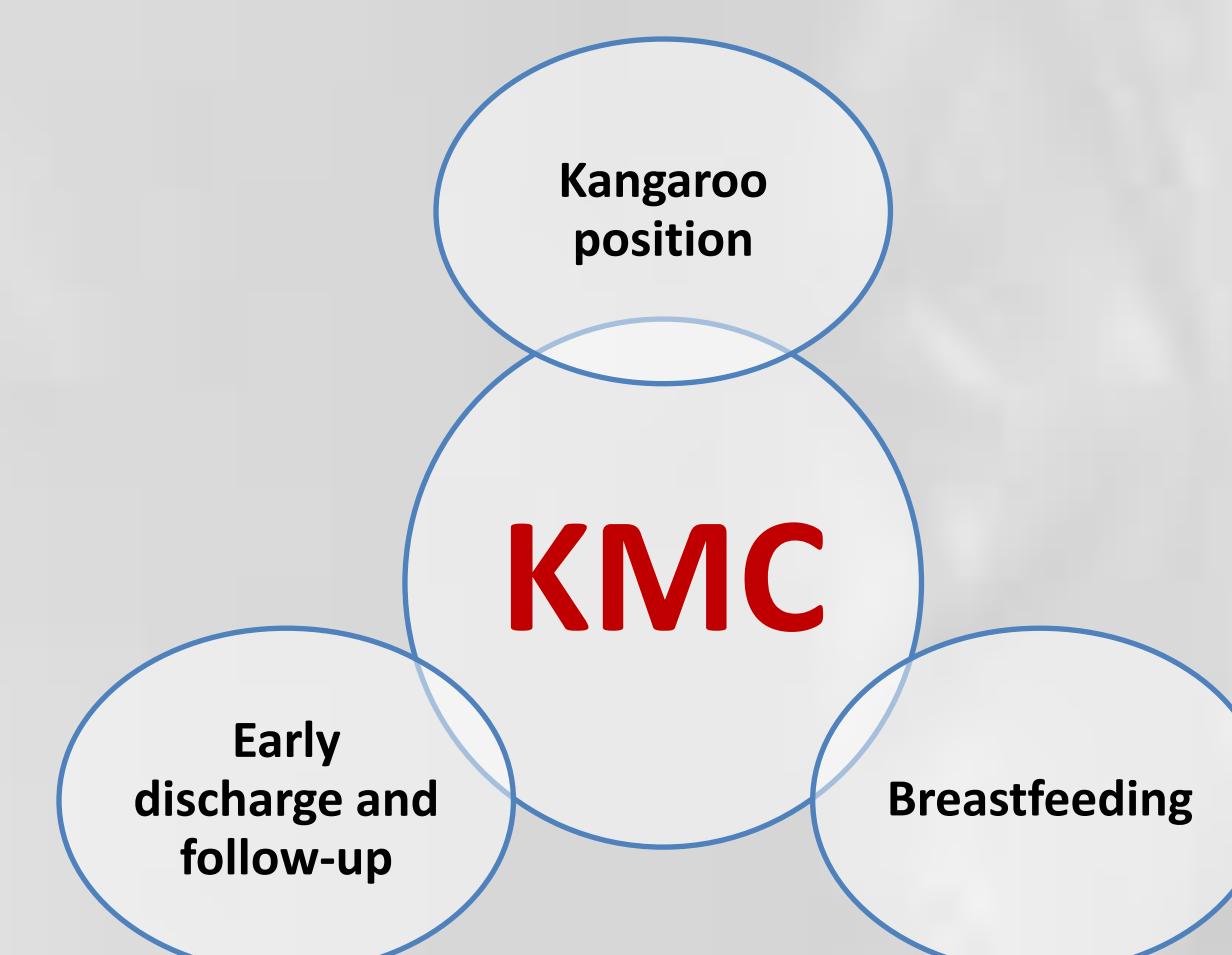 Kangaroo
position
KMC
Early
discharge and
follow-up
Breastfeeding